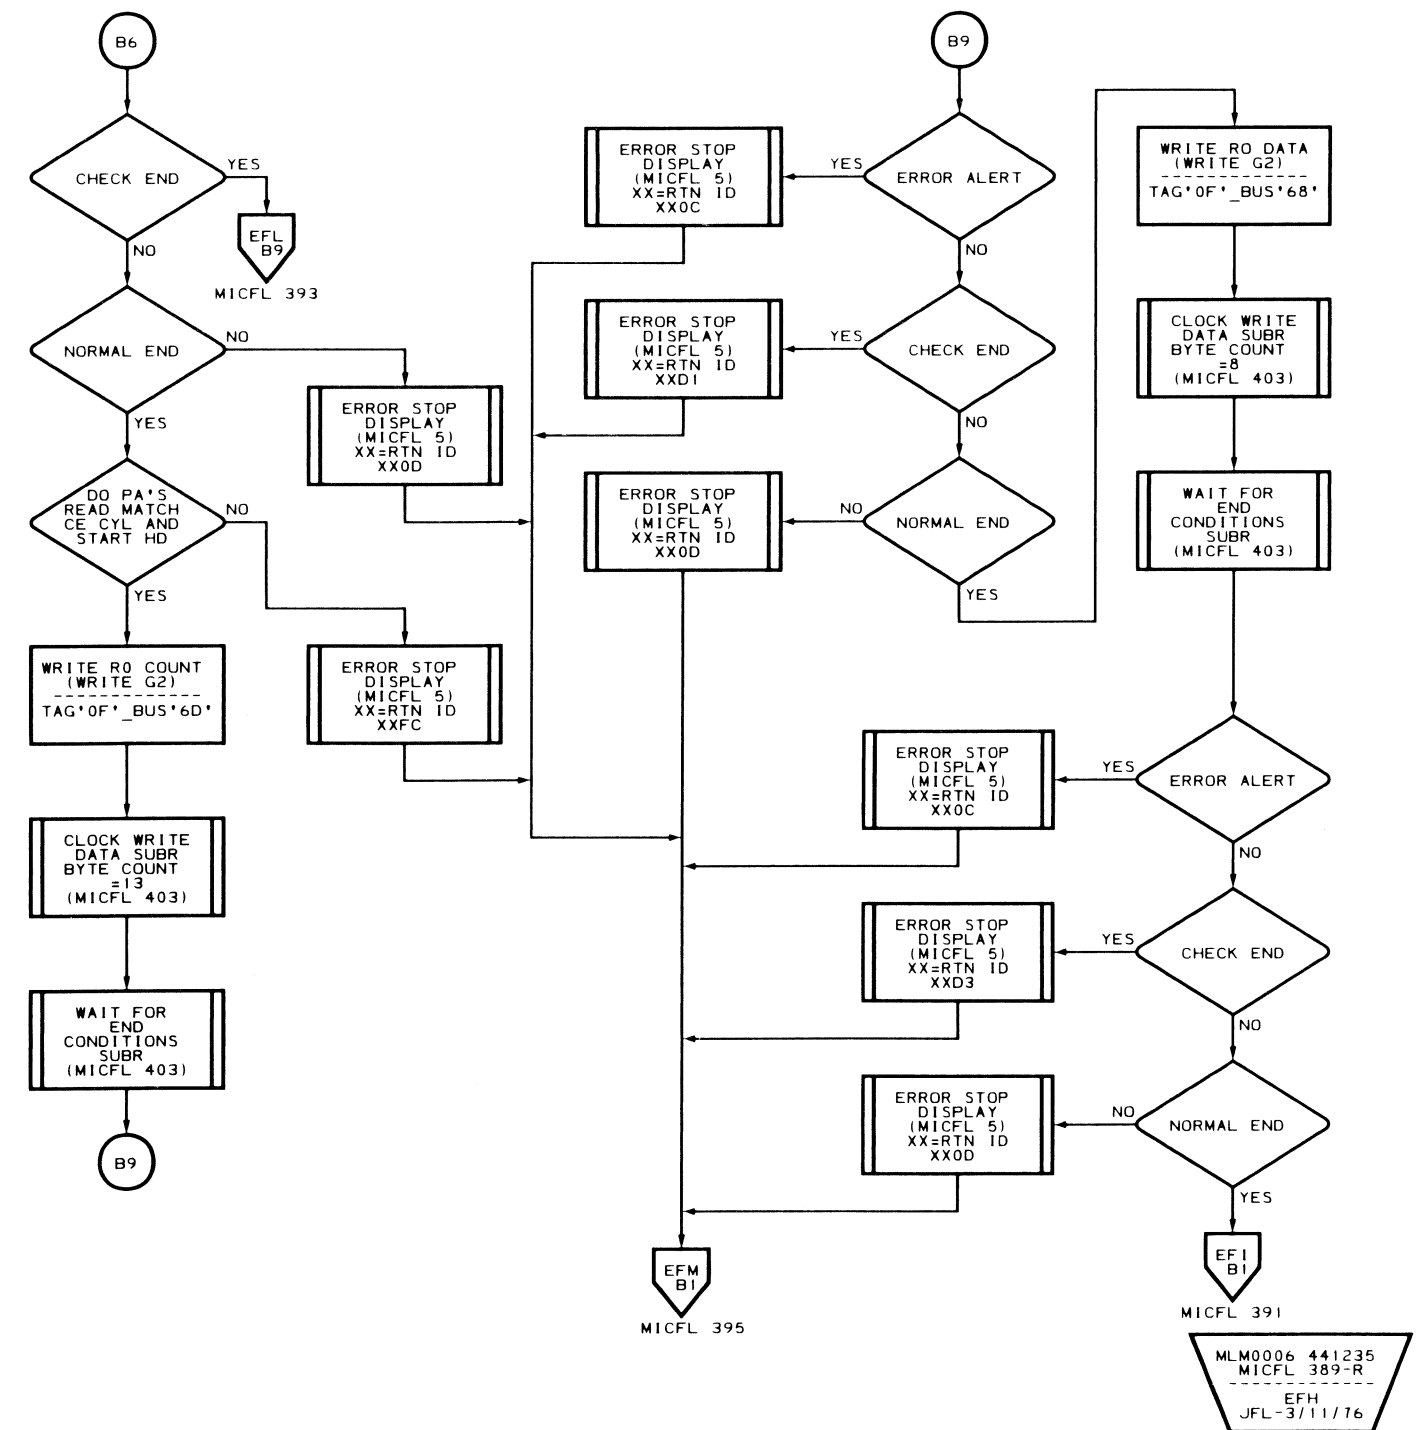 B6
CHECK END
YES
EFL
B9
MICFL 393
NO
NORMAL END
NO
ERROR STOP
DISPLAY
(MICFL 5)
XX=RTN ID
XX0D
YES
DO PA'S
READ MATCH
CE CYL AND
START HD
NO
ERROR STOP
DISPLAY
(MICFL 5)
XX=RTN ID
XXFC
YES
WRITE R0 COUNT
(WRITE G2)
TAG'0F'_BUS'6D'
CLOCK WRITE
DATA SUBR
BYTE COUNT
=13
(MICFL 403)
WAIT FOR
END
CONDITIONS
SUBR
(MICFL 403)
B9
B9
ERROR ALERT
YES
ERROR STOP
DISPLAY
(MICFL 5)
XX=RTN ID
XX0C
NO
CHECK END
YES
ERROR STOP
DISPLAY
(MICFL 5)
XX=RTN ID
XXD1
NO
NORMAL END
NO
ERROR STOP
DISPLAY
(MICFL 5)
XX=RTN ID
XX0D
YES
WRITE R0 DATA
(WRITE G2)
TAG'0F'_BUS'68'
CLOCK WRITE
DATA SUBR
BYTE COUNT
=8
(MICFL 403)
WAIT FOR
END
CONDITIONS
SUBR
(MICFL 403)
ERROR ALERT
YES
ERROR STOP
DISPLAY
(MICFL 5)
XX=RTN ID
XX0C
NO
CHECK END
YES
ERROR STOP
DISPLAY
(MICFL 5)
XX=RTN ID
XXD3
NO
NORMAL END
NO
ERROR STOP
DISPLAY
(MICFL 5)
XX=RTN ID
XX0D
YES
EFM
B1
MICFL 395
EFI
B1
MICFL 391
MLM0006 441235
MICFL 389-R
EFH
JFL-3/11/76